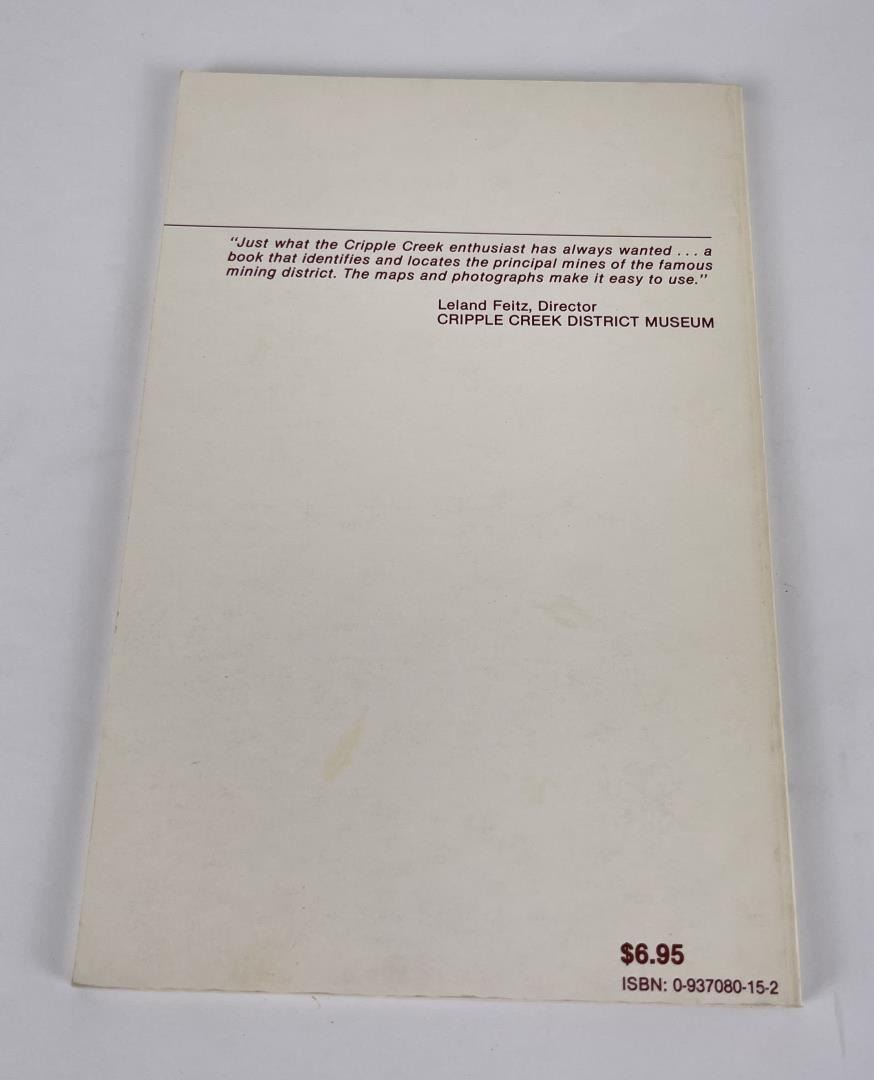 "Just what the Cripple Creek enthusiast has always wanted . . . a
book that identifies and locates the principal mines of the famous
mining district. The maps and photographs make it easy to use."
Leland Feitz, Director
CRIPPLE CREEK DISTRICT MUSEUM
$6.95
ISBN: 0-937080-15-2